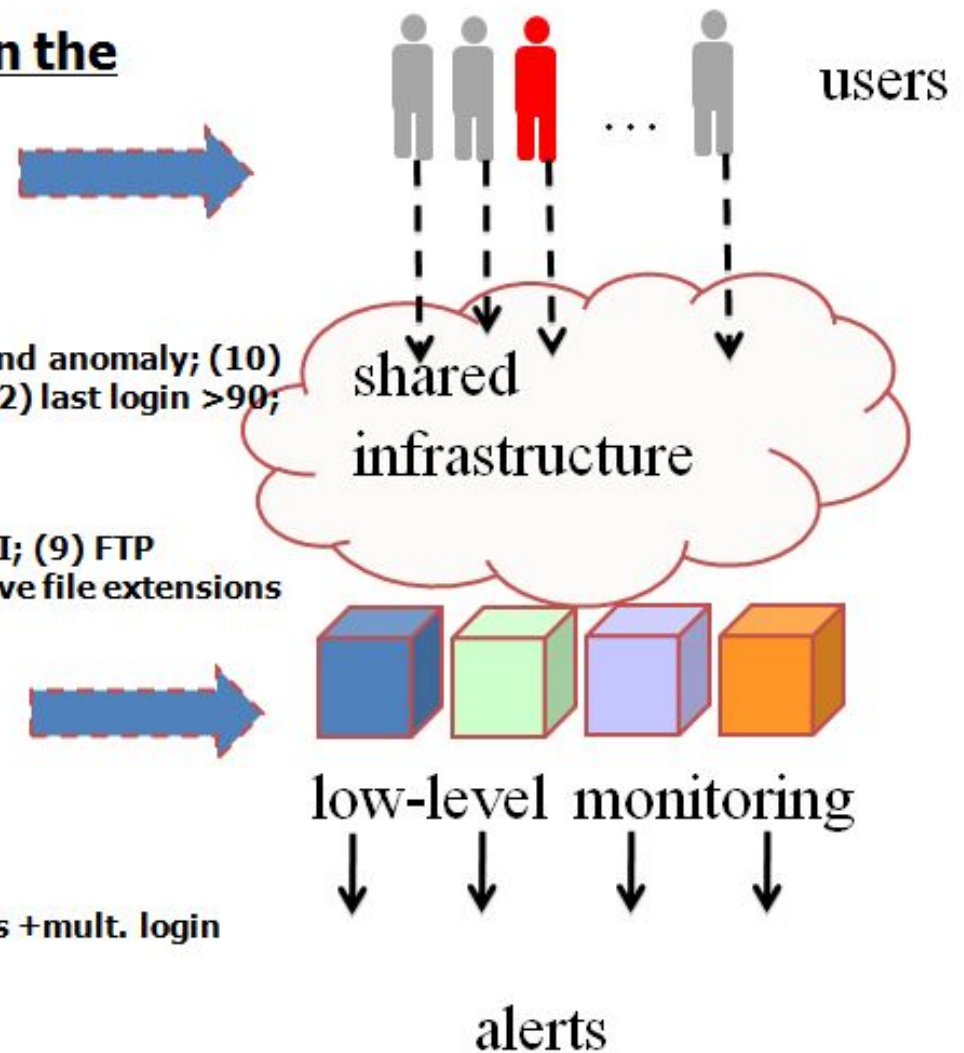 n the
users
. . .
nd anomaly; (10)
2) last login >90;
shared
infrastructure
I; (9) FTP
ve file extensions
low-level monitoring
s +mult. login
alerts